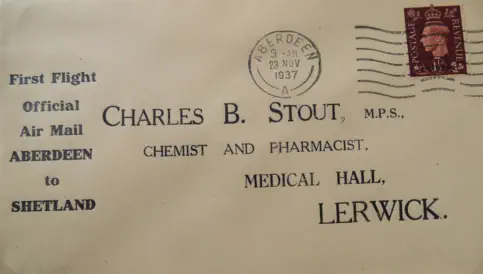 First Flight
Official
Air Mail
ABERDEEN
to
SHETLAND
ABERDEEN
9 - AM
23 NOV
1937
A
POSTAGE
REVENUE
CHARLES B. STOUT, M.P.S.,
CHEMIST AND PHARMACIST.
MEDICAL HALL,
LERWICK.